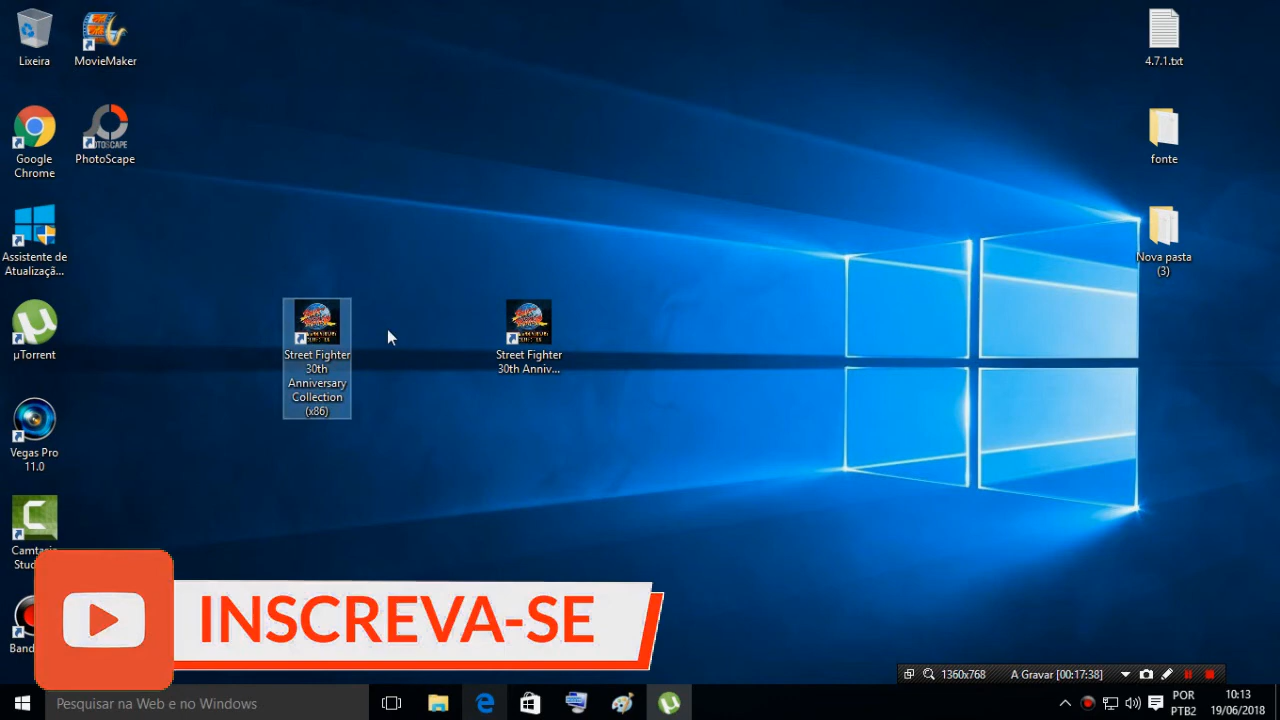 Lixeira
MovieMaker
Google
Chrome
PhotoScape
Assistente de
Atualizaçã...
µTorrent
Vegas Pro
11.0
Street Fighter
30th
Anniversary
Collection
(x86)
Street Fighter
30th Anniv...
4.7.1.txt
fonte
Nova pasta
(3)
INSCREVA-SE
1360x768
A Gravar [00:17:38]
Pesquisar na Web e no Windows
POR
PTB2
10:13
19/06/2018